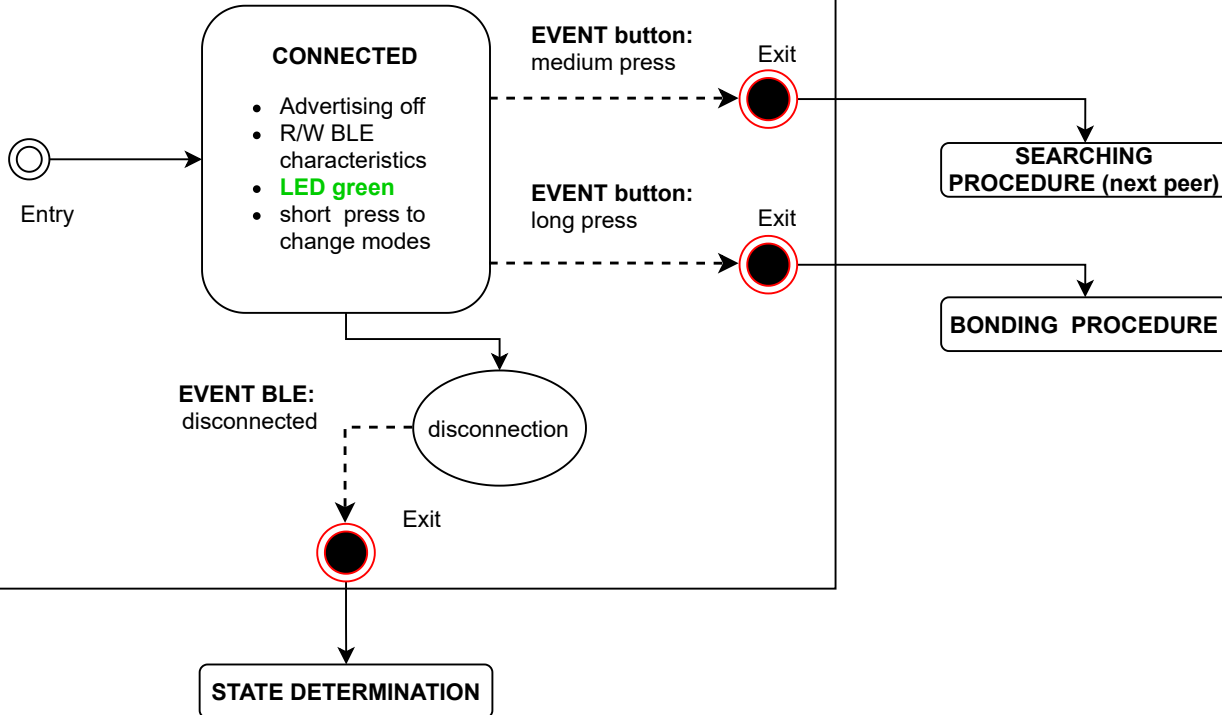 CONNECTED
Advertising off
R/W BLE
characteristics
LED green
short press to
change modes
Entry
EVENT button:
medium press
Exit
SEARCHING
PROCEDURE (next peer)
EVENT button:
long press
Exit
BONDING PROCEDURE
EVENT BLE:
disconnected
disconnection
Exit
STATE DETERMINATION